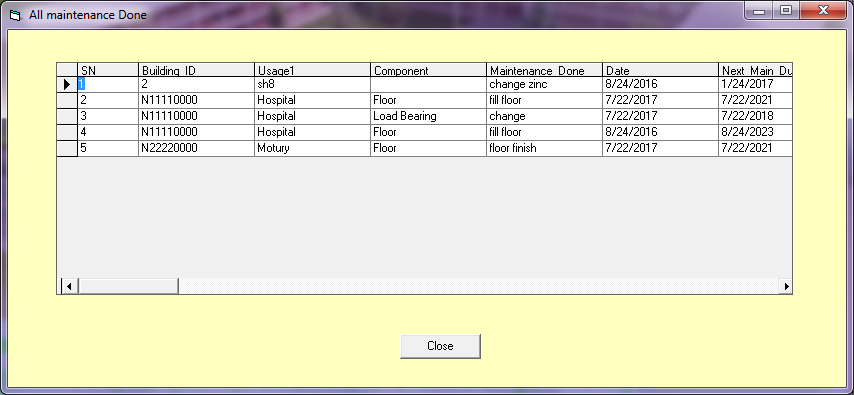 All maintenance Done
SN Building_ID Usage1 Component Maintenance_Done Date Next_Main_Du
1 2 sh8 change zinc 8/24/2016 1/24/2017
2 N11110000 Hospital Floor fill floor 7/22/2017 7/22/2021
3 N11110000 Hospital Load Bearing change 7/22/2017 7/22/2018
4 N11110000 Hospital Floor fill floor 8/24/2016 8/24/2023
5 N22220000 Motury Floor floor finish 7/22/2017 7/22/2021
Close